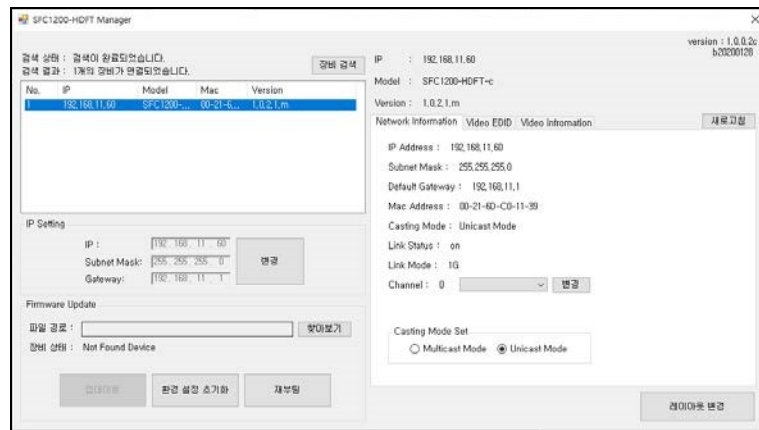 SFC1200-HDFT Manager
version : 1.0.0.2c
b20200128
검색 상태 : 검색이 완료되었습니다.
검색 결과 : 1개의 장비가 연결되었습니다.
장비 검색
No. IP Model Mac Version
1 192.168.11.60 SFC1200-... 00-21-6... 1.0.2.1.m
IP Setting
IP : 192 . 168 . 11 . 60
Subnet Mask: 255 . 255 . 255 . 0
Gateway: 192 . 168 . 11 . 1
변경
Firmware Update
파일 경로 :
찾아보기
장비 상태 : Not Found Device
업데이트
환경 설정 초기화
재부팅
IP : 192.168.11.60
Model : SFC1200-HDFT-c
Version : 1.0.2.1.m
Network Information Video EDID Video Infromation
새로고침
IP Address : 192.168.11.60
Subnet Mask : 255.255.255.0
Default Gateway : 192.168.11.1
Mac Address : 00-21-6D-C0-11-39
Casting Mode : Unicast Mode
Link Status : on
Link Mode : 1G
Channel : 0 변경
Casting Mode Set
Multicast Mode Unicast Mode
레이아웃 변경